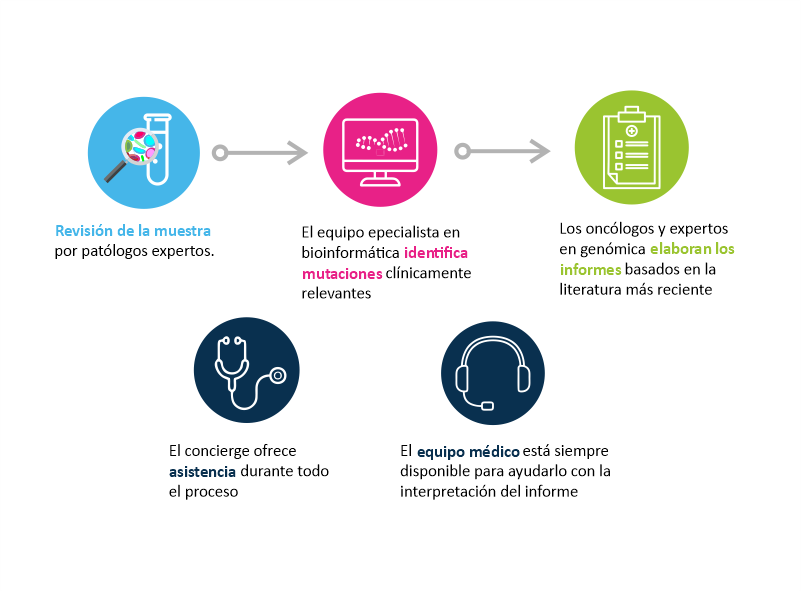 Revisión de la muestra
por patólogos expertos.
El equipo epecialista en
bioinformática identifica
mutaciones clínicamente
relevantes
Los oncólogos y expertos
en genómica elaboran los
informes basados en la
literatura más reciente
El concierge ofrece
asistencia durante todo
el proceso
El equipo médico está siempre
disponible para ayudarlo con la
interpretación del informe